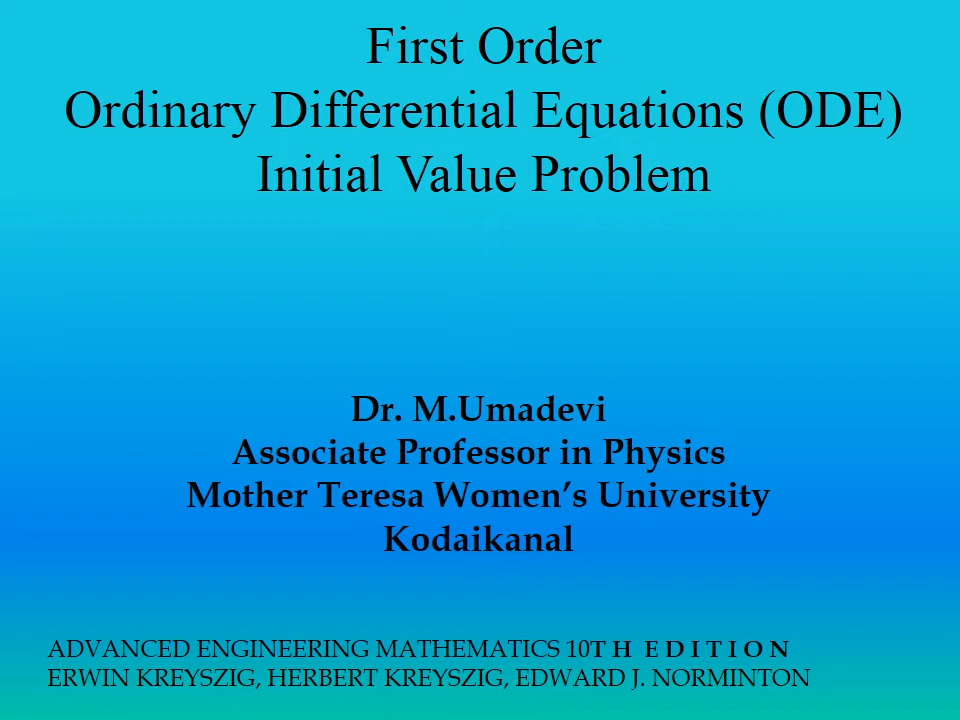 First Order
Ordinary Differential Equations (ODE)
Initial Value Problem
Dr. M.Umadevi
Associate Professor in Physics
Mother Teresa Women’s University
Kodaikanal
ADVANCED ENGINEERING MATHEMATICS 10T H E D I T I O N
ERWIN KREYSZIG, HERBERT KREYSZIG, EDWARD J. NORMINTON